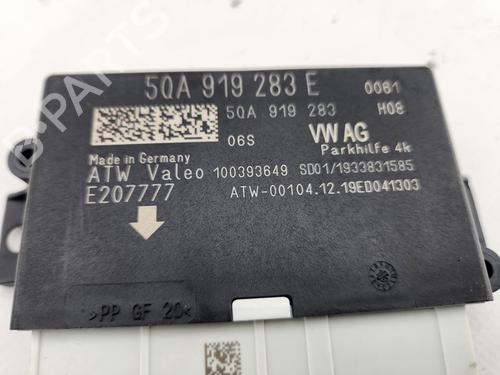 5QA 919 283 E 0061
5QA 919 283 H08
06S VW AG
Parkhilfe 4k
Made in Germany
ATW Valeo 100393649 SD01/1933831585
E207777 ATW-00104.12.19ED041303
>PP GF 20<